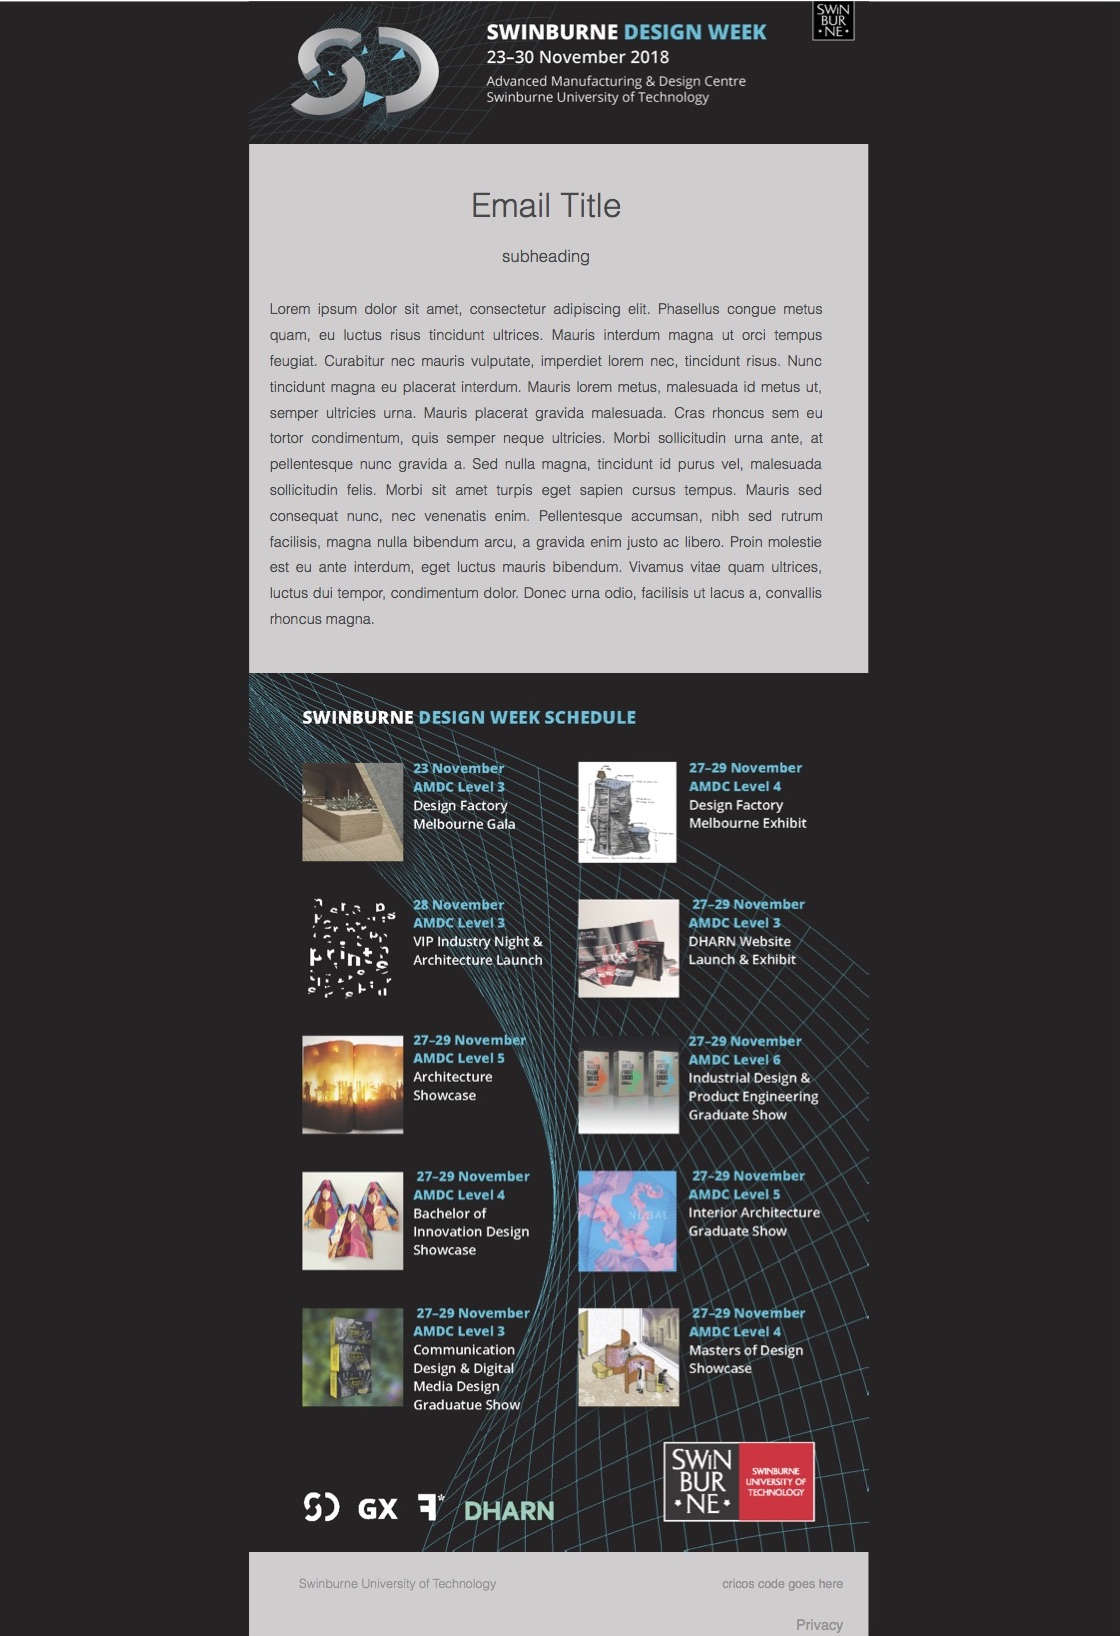 SWINBURNE DESIGN WEEK
23–30 November 2018
Advanced Manufacturing & Design Centre
Swinburne University of Technology
SWiN
BUR
NE
Email Title
subheading
Lorem ipsum dolor sit amet, consectetur adipiscing elit. Phasellus congue metus
quam, eu luctus risus tincidunt ultrices. Mauris interdum magna ut orci tempus
feugiat. Curabitur nec mauris vulputate, imperdiet lorem nec, tincidunt risus. Nunc
tincidunt magna eu placerat interdum. Mauris lorem metus, malesuada id metus ut,
semper ultricies urna. Mauris placerat gravida malesuada. Cras rhoncus sem eu
tortor condimentum, quis semper neque ultricies. Morbi sollicitudin urna ante, at
pellentesque nunc gravida a. Sed nulla magna, tincidunt id purus vel, malesuada
sollicitudin felis. Morbi sit amet turpis eget sapien cursus tempus. Mauris sed
consequat nunc, nec venenatis enim. Pellentesque accumsan, nibh sed rutrum
facilisis, magna nulla bibendum arcu, a gravida enim justo ac libero. Proin molestie
est eu ante interdum, eget luctus mauris bibendum. Vivamus vitae quam ultrices,
luctus dui tempor, condimentum dolor. Donec urna odio, facilisis ut lacus a, convallis
rhoncus magna.
SWINBURNE DESIGN WEEK SCHEDULE
23 November
AMDC Level 3
Design Factory
Melbourne Gala
27–29 November
AMDC Level 4
Design Factory
Melbourne Exhibit
prints
28 November
AMDC Level 3
VIP Industry Night &
Architecture Launch
27–29 November
AMDC Level 3
DHARN Website
Launch & Exhibit
27–29 November
AMDC Level 5
Architecture
Showcase
27–29 November
AMDC Level 6
Industrial Design &
Product Engineering
Graduate Show
27–29 November
AMDC Level 4
Bachelor of
Innovation Design
Showcase
27–29 November
AMDC Level 5
Interior Architecture
Graduate Show
27–29 November
AMDC Level 3
Communication
Design & Digital
Media Design
Graduatue Show
27–29 November
AMDC Level 4
Masters of Design
Showcase
SD GX F* DHARN
SWiN
BUR
NE
SWINBURNE
UNIVERSITY OF
TECHNOLOGY
Swinburne University of Technology
cricos code goes here
Privacy